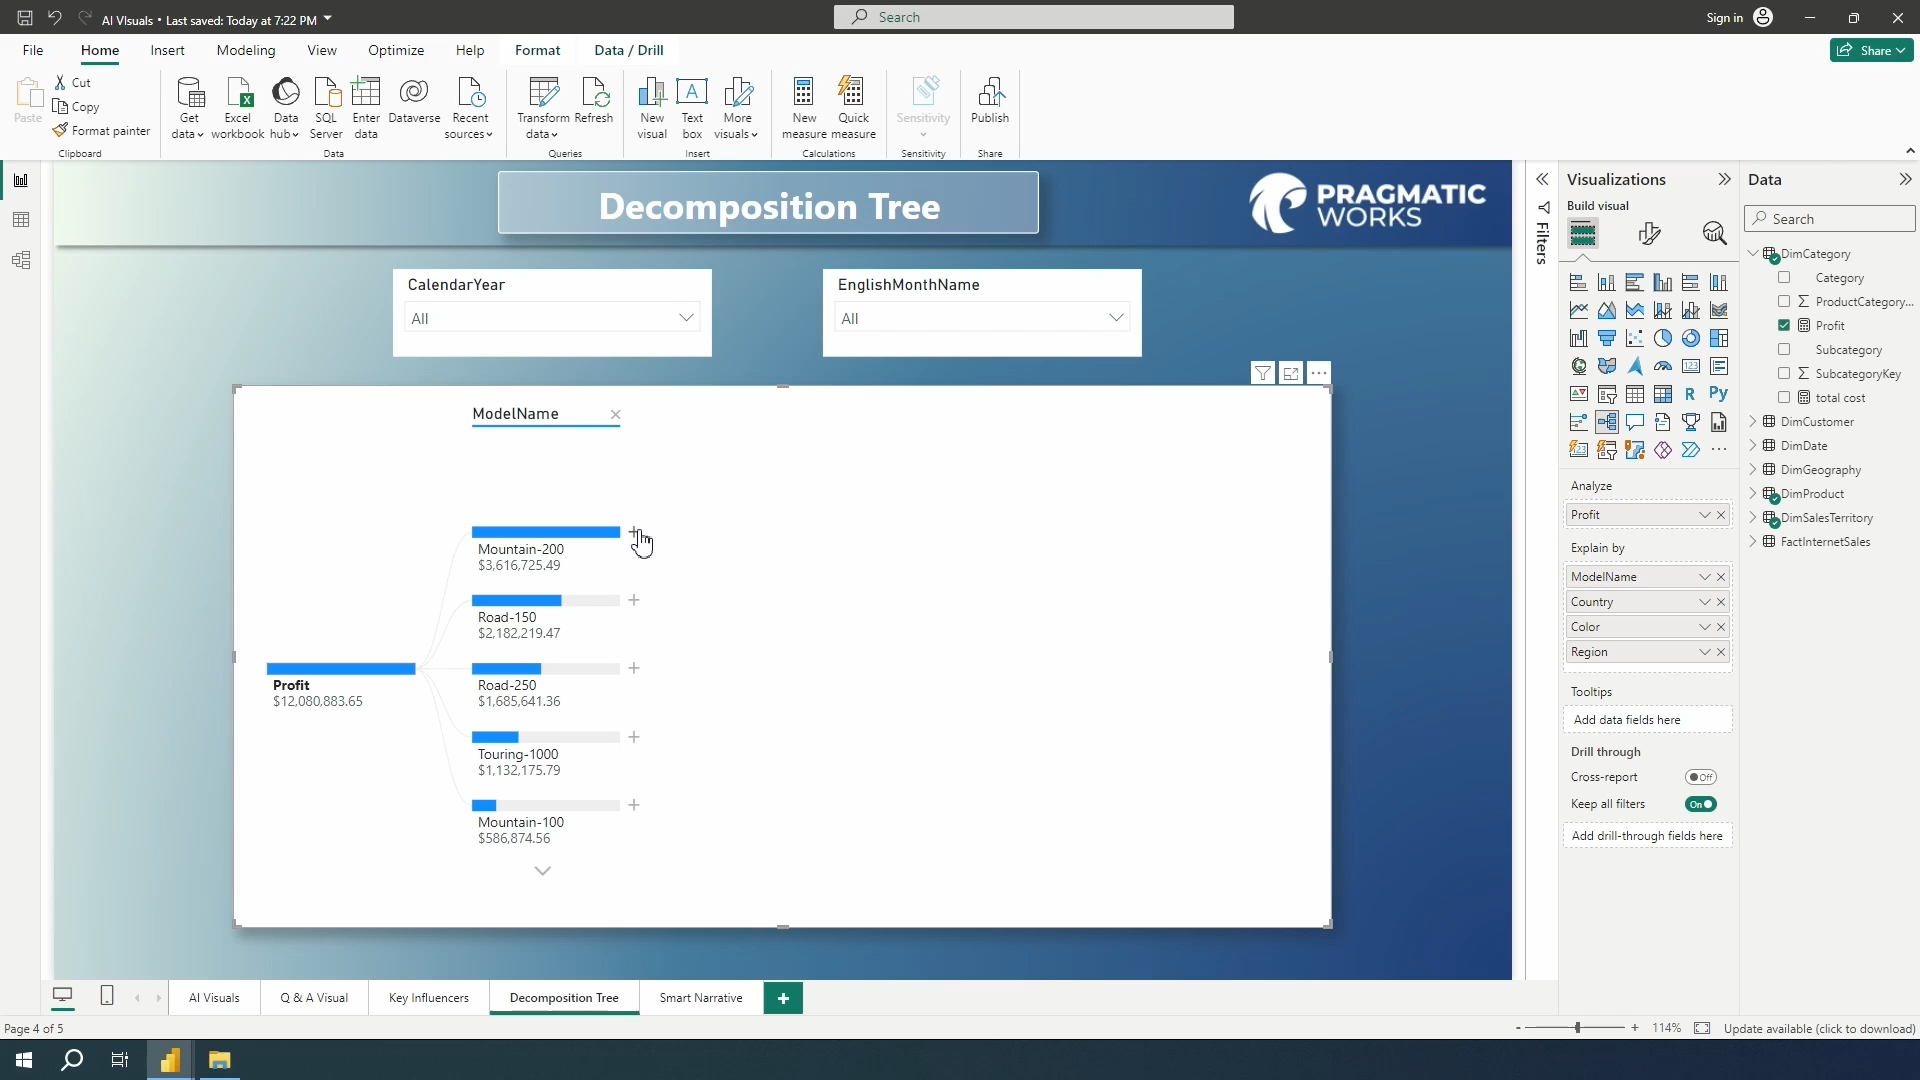 AI VIsuals • Last saved: Today at 7:22 PM
Search
Sign in
File
Home
Insert
Modeling
View
Optimize
Help
Format
Data / Drill
Share
Paste
Cut
Copy
Format painter
Clipboard
Get data
Excel workbook
Data hub
SQL Server
Enter data
Dataverse
Recent sources
Data
Transform data
Refresh
Queries
New visual
Text box
More visuals
Insert
New measure
Quick measure
Calculations
Sensitivity
Sensitivity
Publish
Share
Decomposition Tree
PRAGMATIC
WORKS
CalendarYear
All
EnglishMonthName
All
ModelName
Mountain-200
$3,616,725.49
Road-150
$2,182,219.47
Profit
$12,080,883.65
Road-250
$1,685,641.36
Touring-1000
$1,132,175.79
Mountain-100
$586,874.56
Filters
Visualizations
Build visual
123
R
Py
123
Analyze
Profit
Explain by
ModelName
Country
Color
Region
Tooltips
Add data fields here
Drill through
Cross-report
Off
Keep all filters
On
Add drill-through fields here
Data
Search
DimCategory
Category
ProductCategory...
Profit
Subcategory
SubcategoryKey
total cost
DimCustomer
DimDate
DimGeography
DimProduct
DimSalesTerritory
FactInternetSales
AI Visuals
Q & A Visual
Key Influencers
Decomposition Tree
Smart Narrative
Page 4 of 5
114%
Update available (click to download)